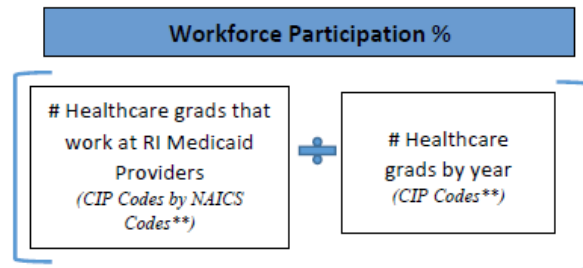 Workforce Participation %
# Healthcare grads that
work at RI Medicaid
Providers
(CIP Codes by NAICS
Codes**)
÷
# Healthcare
grads by year
(CIP Codes**)